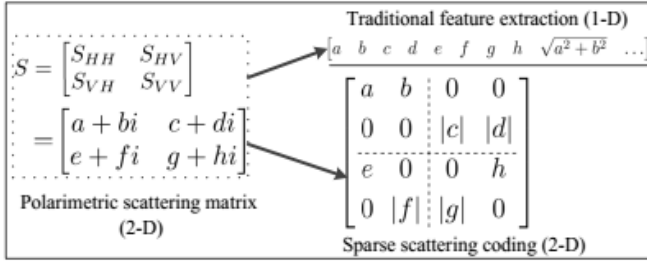 Traditional feature extraction (1-D)
[a b c d e f g h √a²+b² ...]
S = [S_HH S_HV
S_VH S_VV]
= [a + bi c + di
e + fi g + hi]
Polarimetric scattering matrix
(2-D)
[a b 0 0
0 0 |c| |d|
e 0 0 h
0 |f| |g| 0]
Sparse scattering coding (2-D)